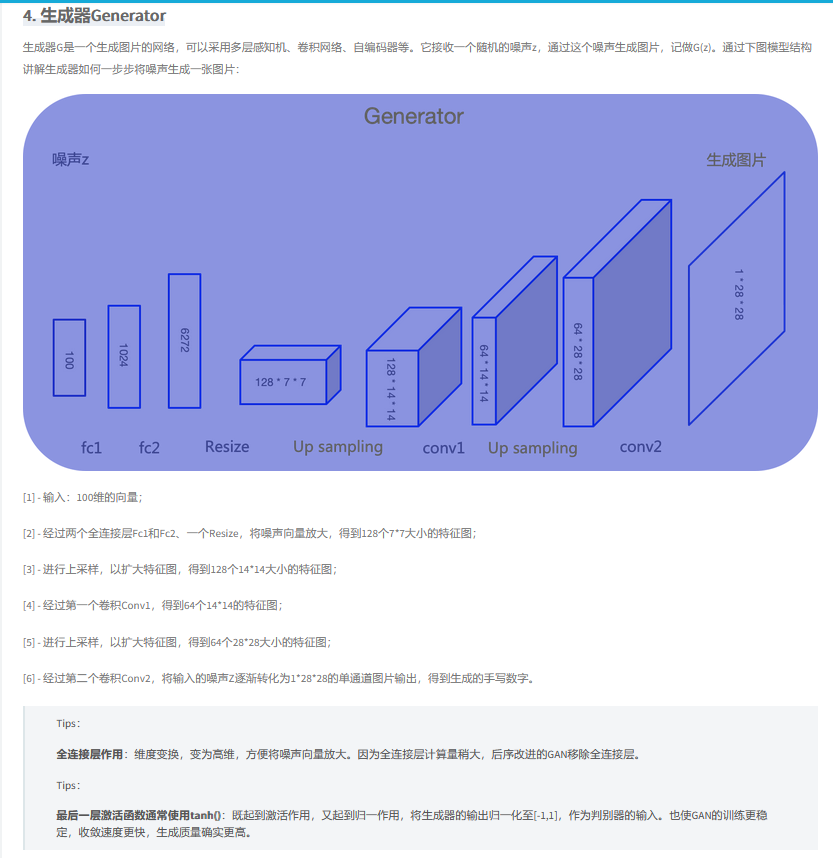 4. 生成器Generator
生成器G是一个生成图片的网络，可以采用多层感知机、卷积网络、自编码器等。它接收一个随机的噪声z，通过这个噪声生成图片，记做G(z)。通过下图模型结构
讲解生成器如何一步步将噪声生成一张图片：
Generator
噪声z
生成图片
100
1024
6272
128 * 7 * 7
128 * 14 * 14
64 * 14 * 14
64 * 28 * 28
1 * 28 * 28
fc1
fc2
Resize
Up sampling
conv1
Up sampling
conv2
[1] - 输入：100维的向量；
[2] - 经过两个全连接层Fc1和Fc2、一个Resize，将噪声向量放大，得到128个7*7大小的特征图；
[3] - 进行上采样，以扩大特征图，得到128个14*14大小的特征图；
[4] - 经过第一个卷积Conv1，得到64个14*14的特征图；
[5] - 进行上采样，以扩大特征图，得到64个28*28大小的特征图；
[6] - 经过第二个卷积Conv2，将输入的噪声Z逐渐转化为1*28*28的单通道图片输出，得到生成的手写数字。
Tips：
全连接层作用：维度变换，变为高维，方便将噪声向量放大。因为全连接层计算量稍大，后序改进的GAN移除全连接层。
Tips：
最后一层激活函数通常使用tanh()：既起到激活作用，又起到归一作用，将生成器的输出归一化至[-1,1]，作为判别器的输入。也使GAN的训练更稳
定，收敛速度更快，生成质量确实更高。